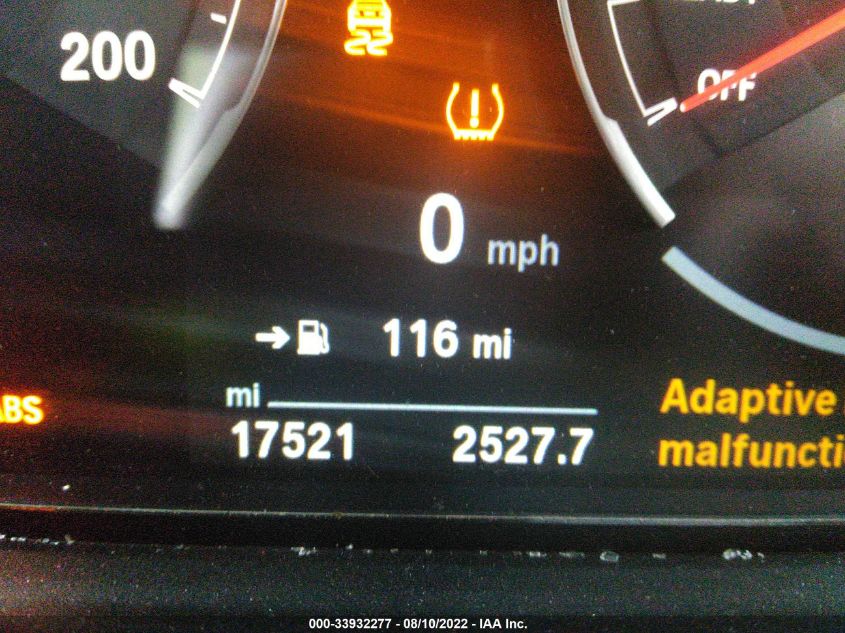 200
OFF
0 mph
116 mi
mi
ABS
Adaptive
17521 2527.7
000-33932277 - 08/10/2022 - IAA Inc.